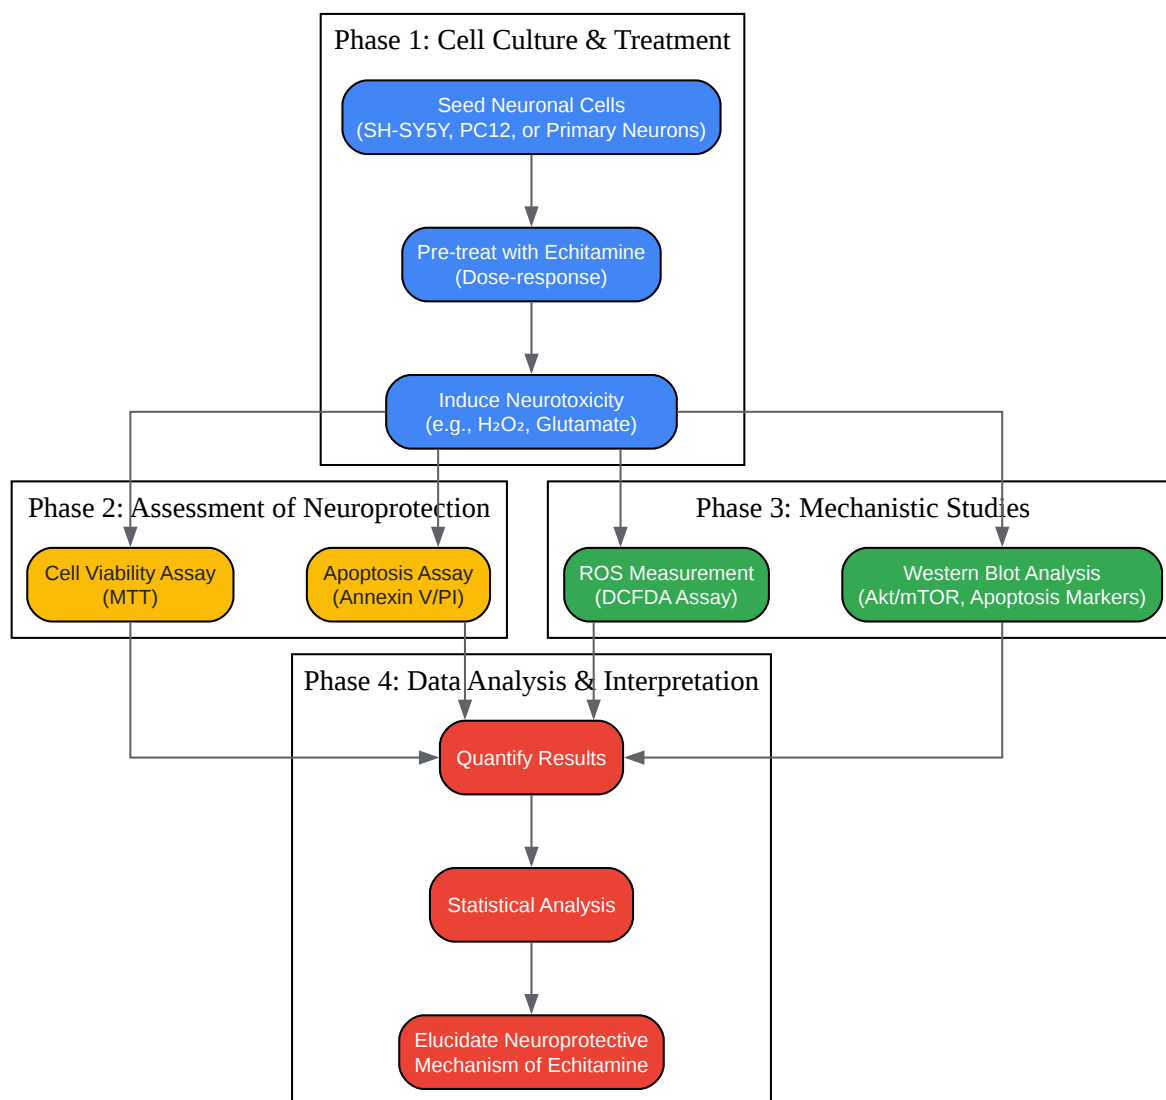 Phase 1: Cell Culture & Treatment
Seed Neuronal Cells
(SH-SY5Y, PC12, or Primary Neurons)
Pre-treat with Echitamine
(Dose-response)
Induce Neurotoxicity
(e.g., H₂O₂, Glutamate)
Phase 2: Assessment of Neuroprotection
Cell Viability Assay
(MTT)
Apoptosis Assay
(Annexin V/PI)
Phase 3: Mechanistic Studies
ROS Measurement
(DCFDA Assay)
Western Blot Analysis
(Akt/mTOR, Apoptosis Markers)
Phase 4: Data Analysis & Interpretation
Quantify Results
Statistical Analysis
Elucidate Neuroprotective
Mechanism of Echitamine